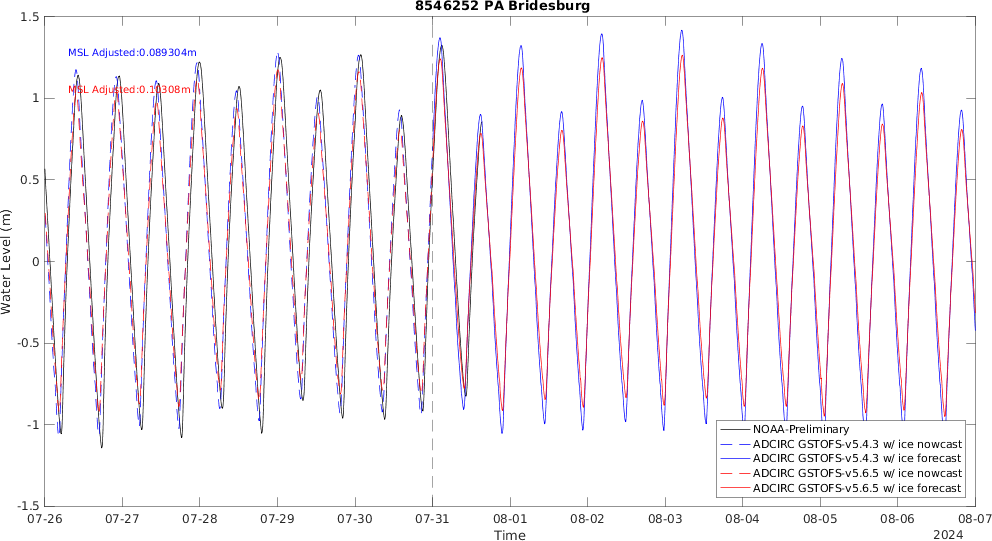 8546252 PA Bridesburg
MSL Adjusted:0.089304m
MSL Adjusted:0.10308m
Water Level (m)
1.5
1
0.5
0
-0.5
-1
-1.5
NOAA-Preliminary
ADCIRC GSTOFS-v5.4.3 w/ ice nowcast
ADCIRC GSTOFS-v5.4.3 w/ ice forecast
ADCIRC GSTOFS-v5.6.5 w/ ice nowcast
ADCIRC GSTOFS-v5.6.5 w/ ice forecast
07-26 07-27 07-28 07-29 07-30 07-31 08-01 08-02 08-03 08-04 08-05 08-06 08-07
Time
2024